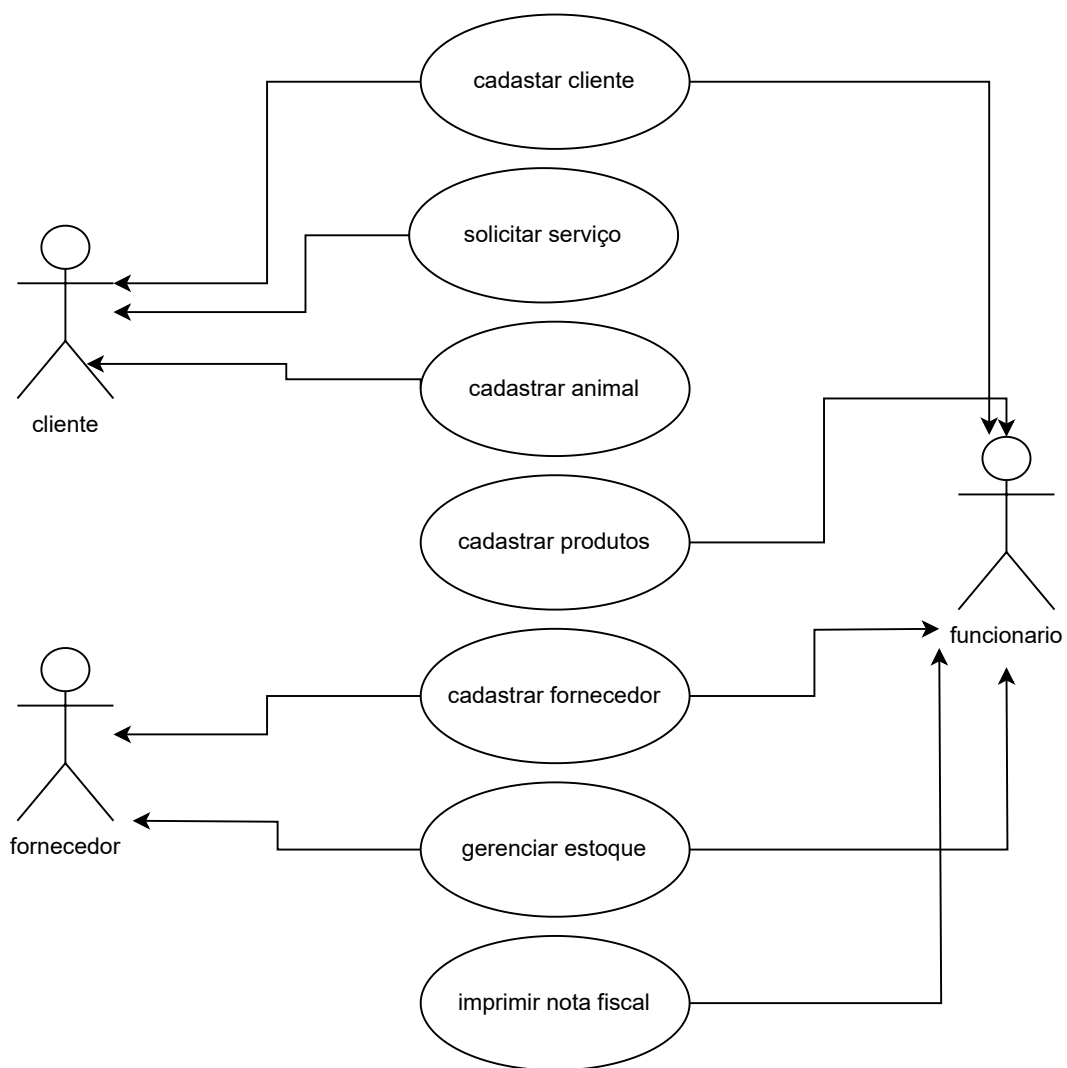 cadastar cliente
solicitar serviço
cadastrar animal
cliente
cadastrar produtos
funcionario
cadastrar fornecedor
fornecedor
gerenciar estoque
imprimir nota fiscal